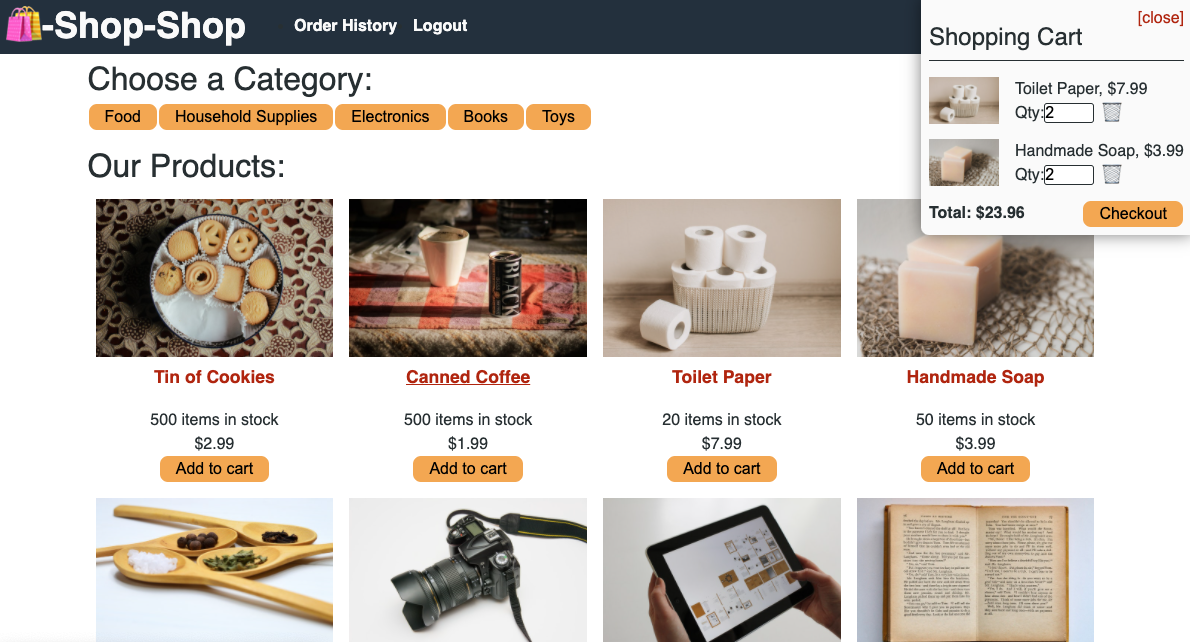 -Shop-Shop
Order History Logout
[close]
Shopping Cart
Toilet Paper, $7.99
Qty:2
Handmade Soap, $3.99
Qty:2
Total: $23.96 Checkout
Choose a Category:
Food Household Supplies Electronics Books Toys
Our Products:
BLACK
Tin of Cookies Canned Coffee Toilet Paper Handmade Soap
500 items in stock 500 items in stock 20 items in stock 50 items in stock
$2.99 $1.99 $7.99 $3.99
Add to cart Add to cart Add to cart Add to cart